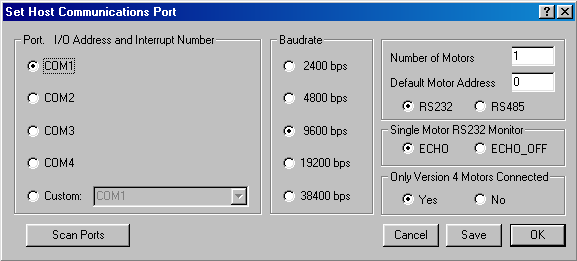 Set Host Communications Port
Port. I/O Address and Interrupt Number
COM1
COM2
COM3
COM4
Custom: COM1
Scan Ports
Baudrate
2400 bps
4800 bps
9600 bps
19200 bps
38400 bps
Number of Motors 1
Default Motor Address 0
RS232 RS485
Single Motor RS232 Monitor
ECHO ECHO_OFF
Only Version 4 Motors Connected
Yes No
Cancel Save OK